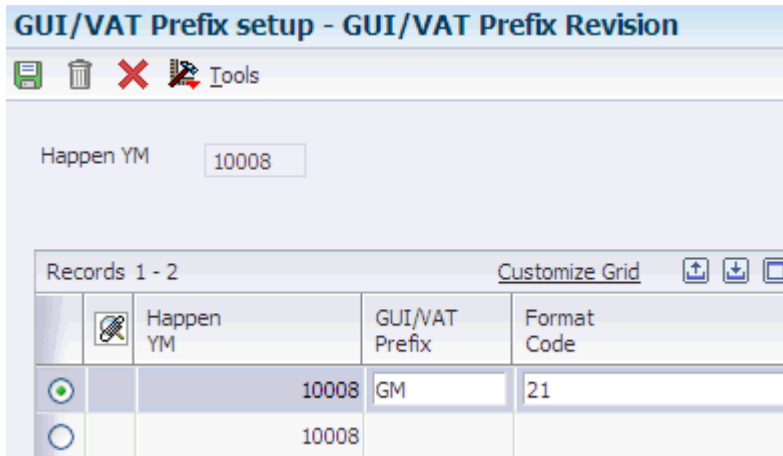 GUI/VAT Prefix setup - GUI/VAT Prefix Revision
Tools
Happen YM 10008
Records 1 - 2 Customize Grid
Happen YM GUI/VAT Prefix Format Code
10008 GM 21
10008